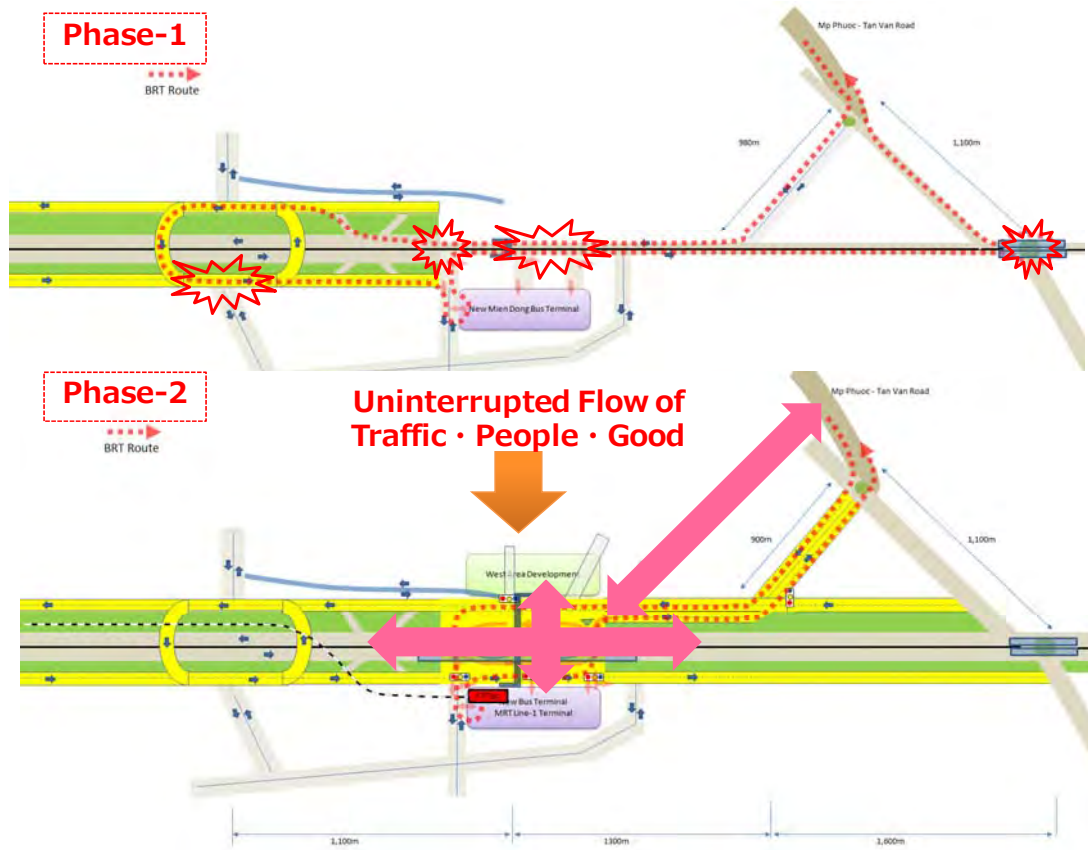 Phase-1
BRT Route
Mp Phuoc - Tan Van Road
980m
1,100m
New Mien Dong Bus Terminal
Phase-2
BRT Route
Uninterrupted Flow of
Traffic・People・Good
Mp Phuoc - Tan Van Road
900m
1,100m
West Area Development
New Bus Terminal
MRT Line-1 Terminal
1,100m
1300m
1,600m